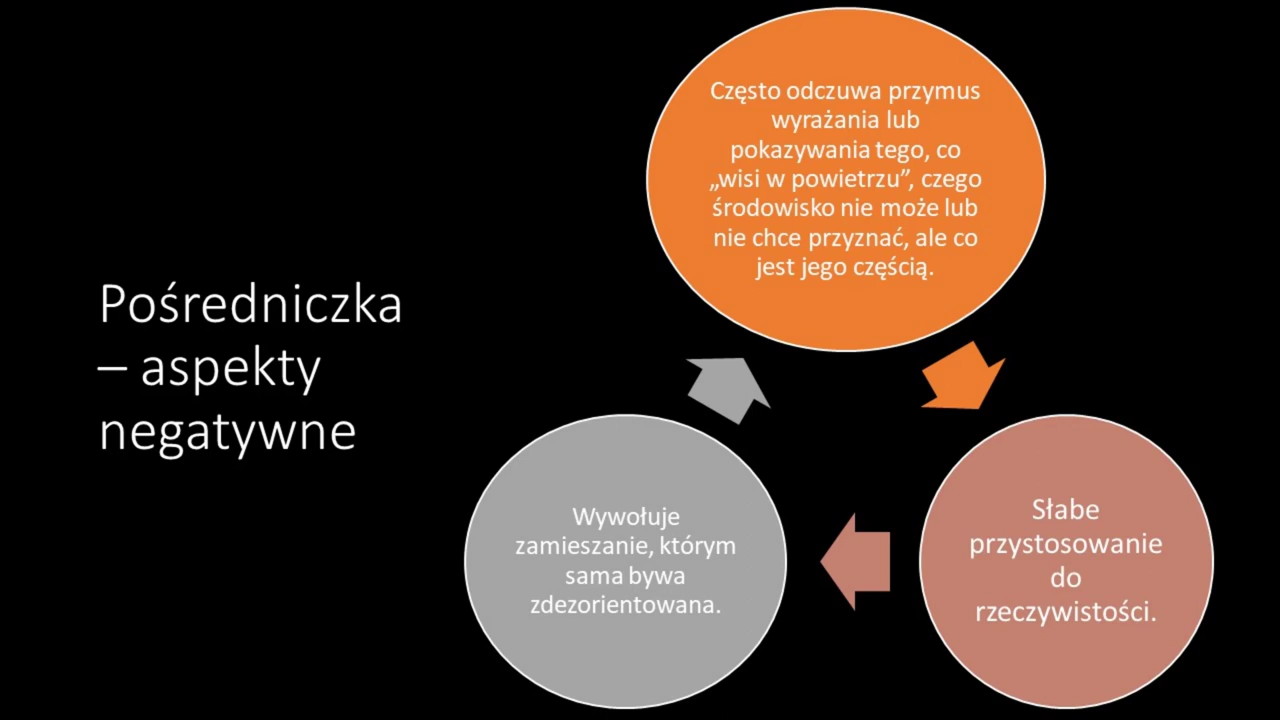 Pośredniczka
– aspekty
negatywne
Często odczuwa przymus
wyrażania lub
pokazywania tego, co
„wisi w powietrzu”, czego
środowisko nie może lub
nie chce przyznać, ale co
jest jego częścią.
Słabe
przystosowanie
do
rzeczywistości.
Wywołuje
zamieszanie, którym
sama bywa
zdezorientowana.